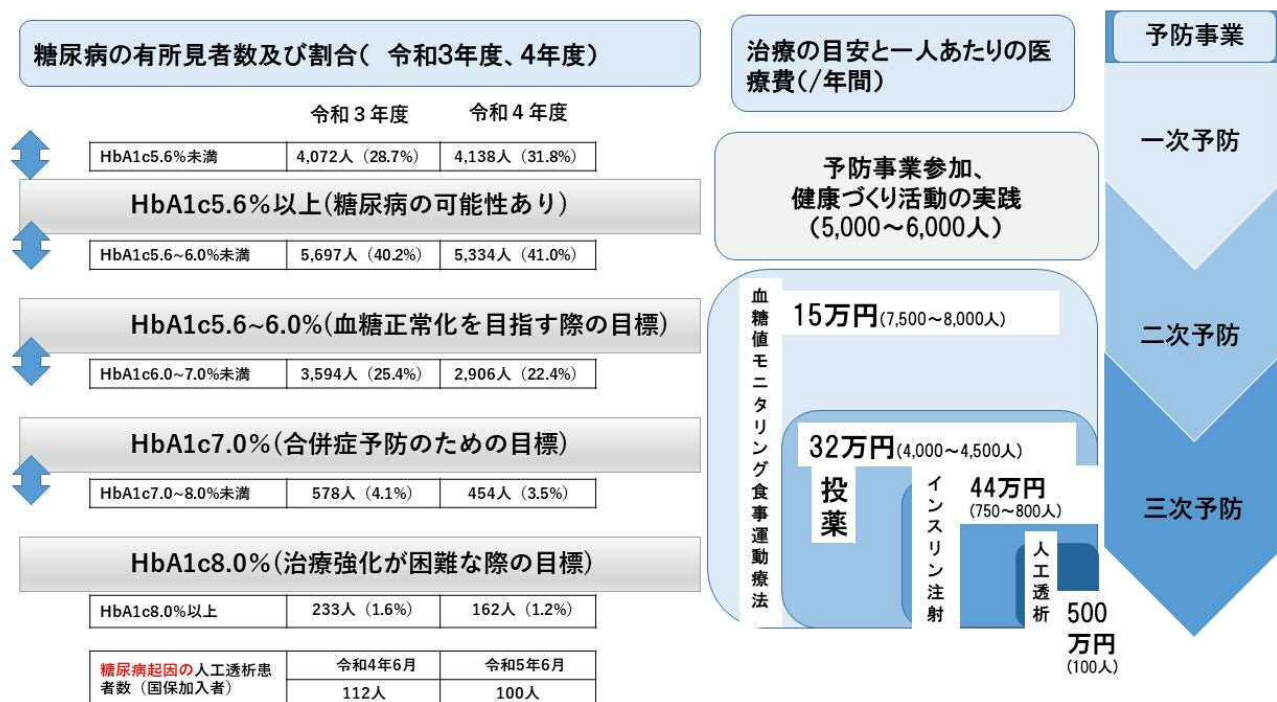 糖尿病の有所見者数及び割合( 令和3年度、4年度)
令和３年度 令和４年度
HbA1c5.6%未満 4,072人（28.7%） 4,138人（31.8%）
HbA1c5.6%以上(糖尿病の可能性あり)
HbA1c5.6~6.0%未満 5,697人（40.2%） 5,334人（41.0%）
HbA1c5.6~6.0%(血糖正常化を目指す際の目標)
HbA1c6.0~7.0%未満 3,594人（25.4%） 2,906人（22.4%）
HbA1c7.0%(合併症予防のための目標)
HbA1c7.0~8.0%未満 578人（4.1%） 454人（3.5%）
HbA1c8.0%(治療強化が困難な際の目標)
HbA1c8.0%以上 233人（1.6%） 162人（1.2%）
糖尿病起因の人工透析患
者数（国保加入者）
令和4年6月 令和5年6月
112人 100人
治療の目安と一人あたりの医
療費(/年間)
予防事業参加、
健康づくり活動の実践
(5,000～6,000人)
血糖値モニタリング食事運動療法
15万円(7,500～8,000人)
32万円(4,000～4,500人)
投薬
インスリン注射
44万円
(750～800人)
人工透析
500
万円
(100人)
予防事業
一次予防
二次予防
三次予防